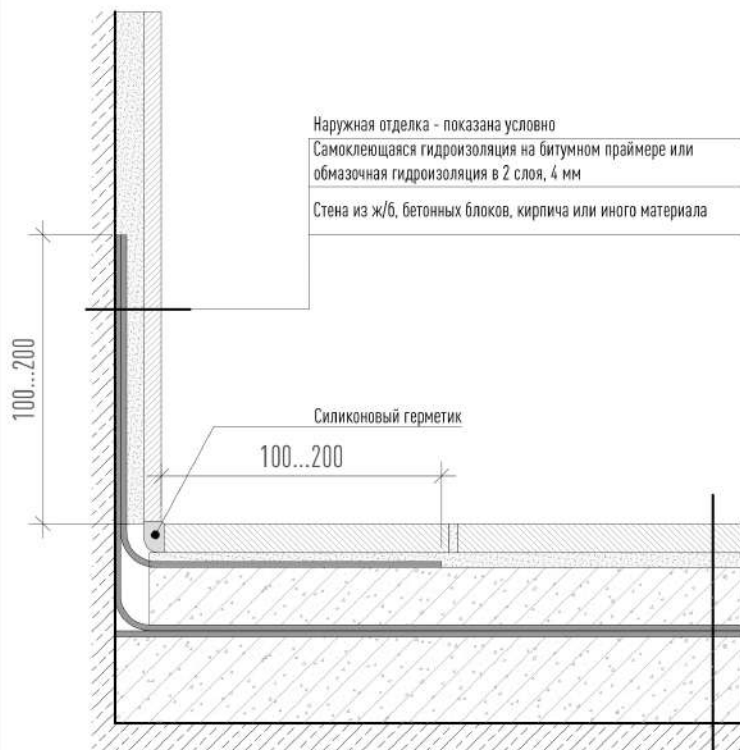 Наружная отделка - показана условно
Самоклеющаяся гидроизоляция на битумном праймере или
обмазочная гидроизоляция в 2 слоя, 4 мм
Стена из ж/б, бетонных блоков, кирпича или иного материала
100...200
Силиконовый герметик
100...200